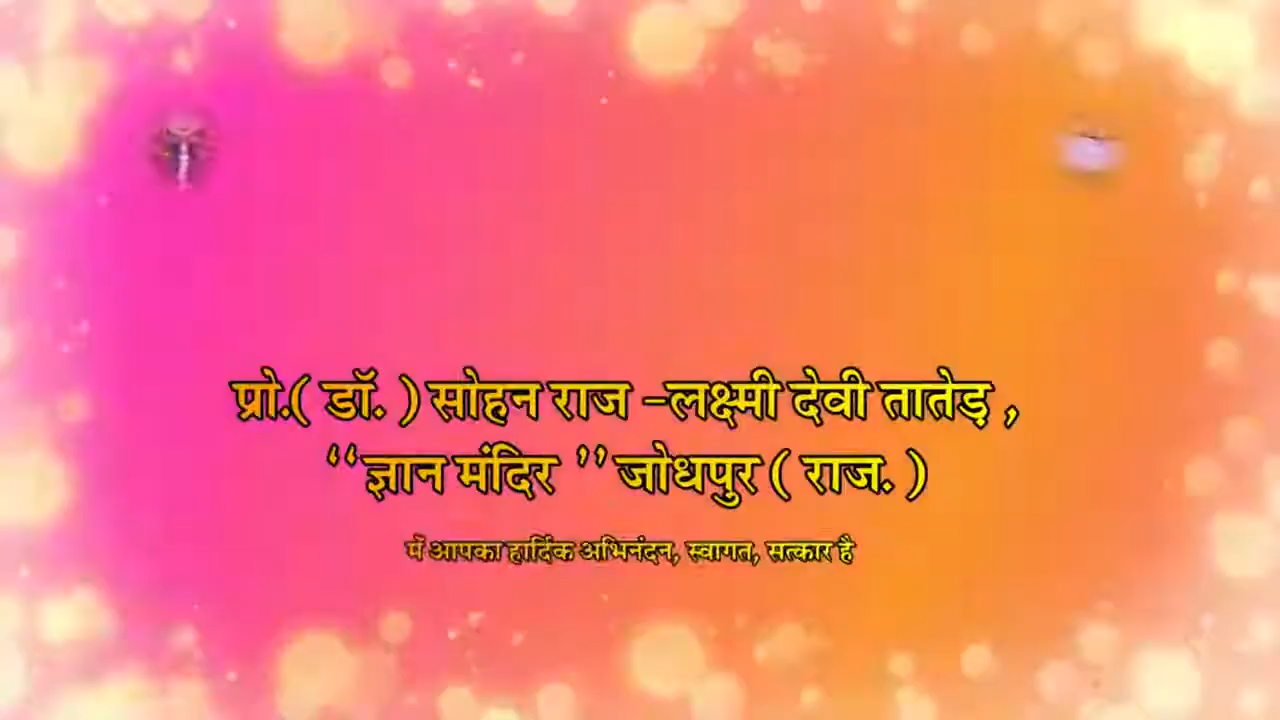 प्रो.( डॉ. ) सोहन राज -लक्ष्मी देवी तातेड़ ,
‘‘ज्ञान मंदिर ’’ जोधपुर ( राज. )
में आपका हार्दिक अभिनंदन, स्वागत, सत्कार है